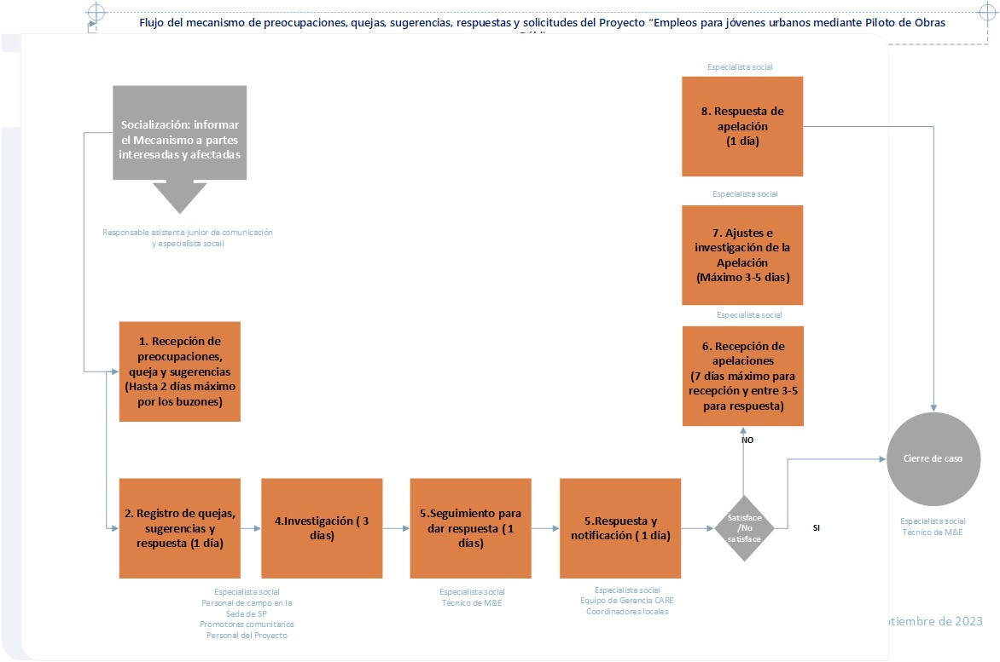 Flujo del mecanismo de preocupaciones, quejas, sugerencias, respuestas y solicitudes del Proyecto “Empleos para jóvenes urbanos mediante Piloto de Obras
Especialista social
8. Respuesta de
apelación
(1 día)
Socialización: informar
el Mecanismo a partes
interesadas y afectadas
Responsable asistente junior de comunicación
y especialista socail
Especialista social
7. Ajustes e
investigación de la
Apelación
(Máximo 3-5 dias)
Especialista social
6. Recepción de
apelaciones
(7 días máximo para
recepción y entre 3-5
para respuesta)
1. Recepción de
preocupaciones,
queja y sugerencias
(Hasta 2 días máximo
por los buzones)
NO
Cierre de caso
2. Registro de quejas,
sugerencias y
respuesta (1 día)
4.Investigación ( 3
días)
5.Seguimiento para
dar respuesta ( 1
días)
5.Respuesta y
notificación ( 1 día)
Satisface
/No
satisface
SI
Especialista social
Técnico de M&E
Especialista social
Personal de campo en la
Sede de SP
Promotores comunitarios
Personal del Proyecto
Especialista social
Técnico de M&E
Especialista social
Equipo de Gerencia CARE
Coordinadores locales
de 2023